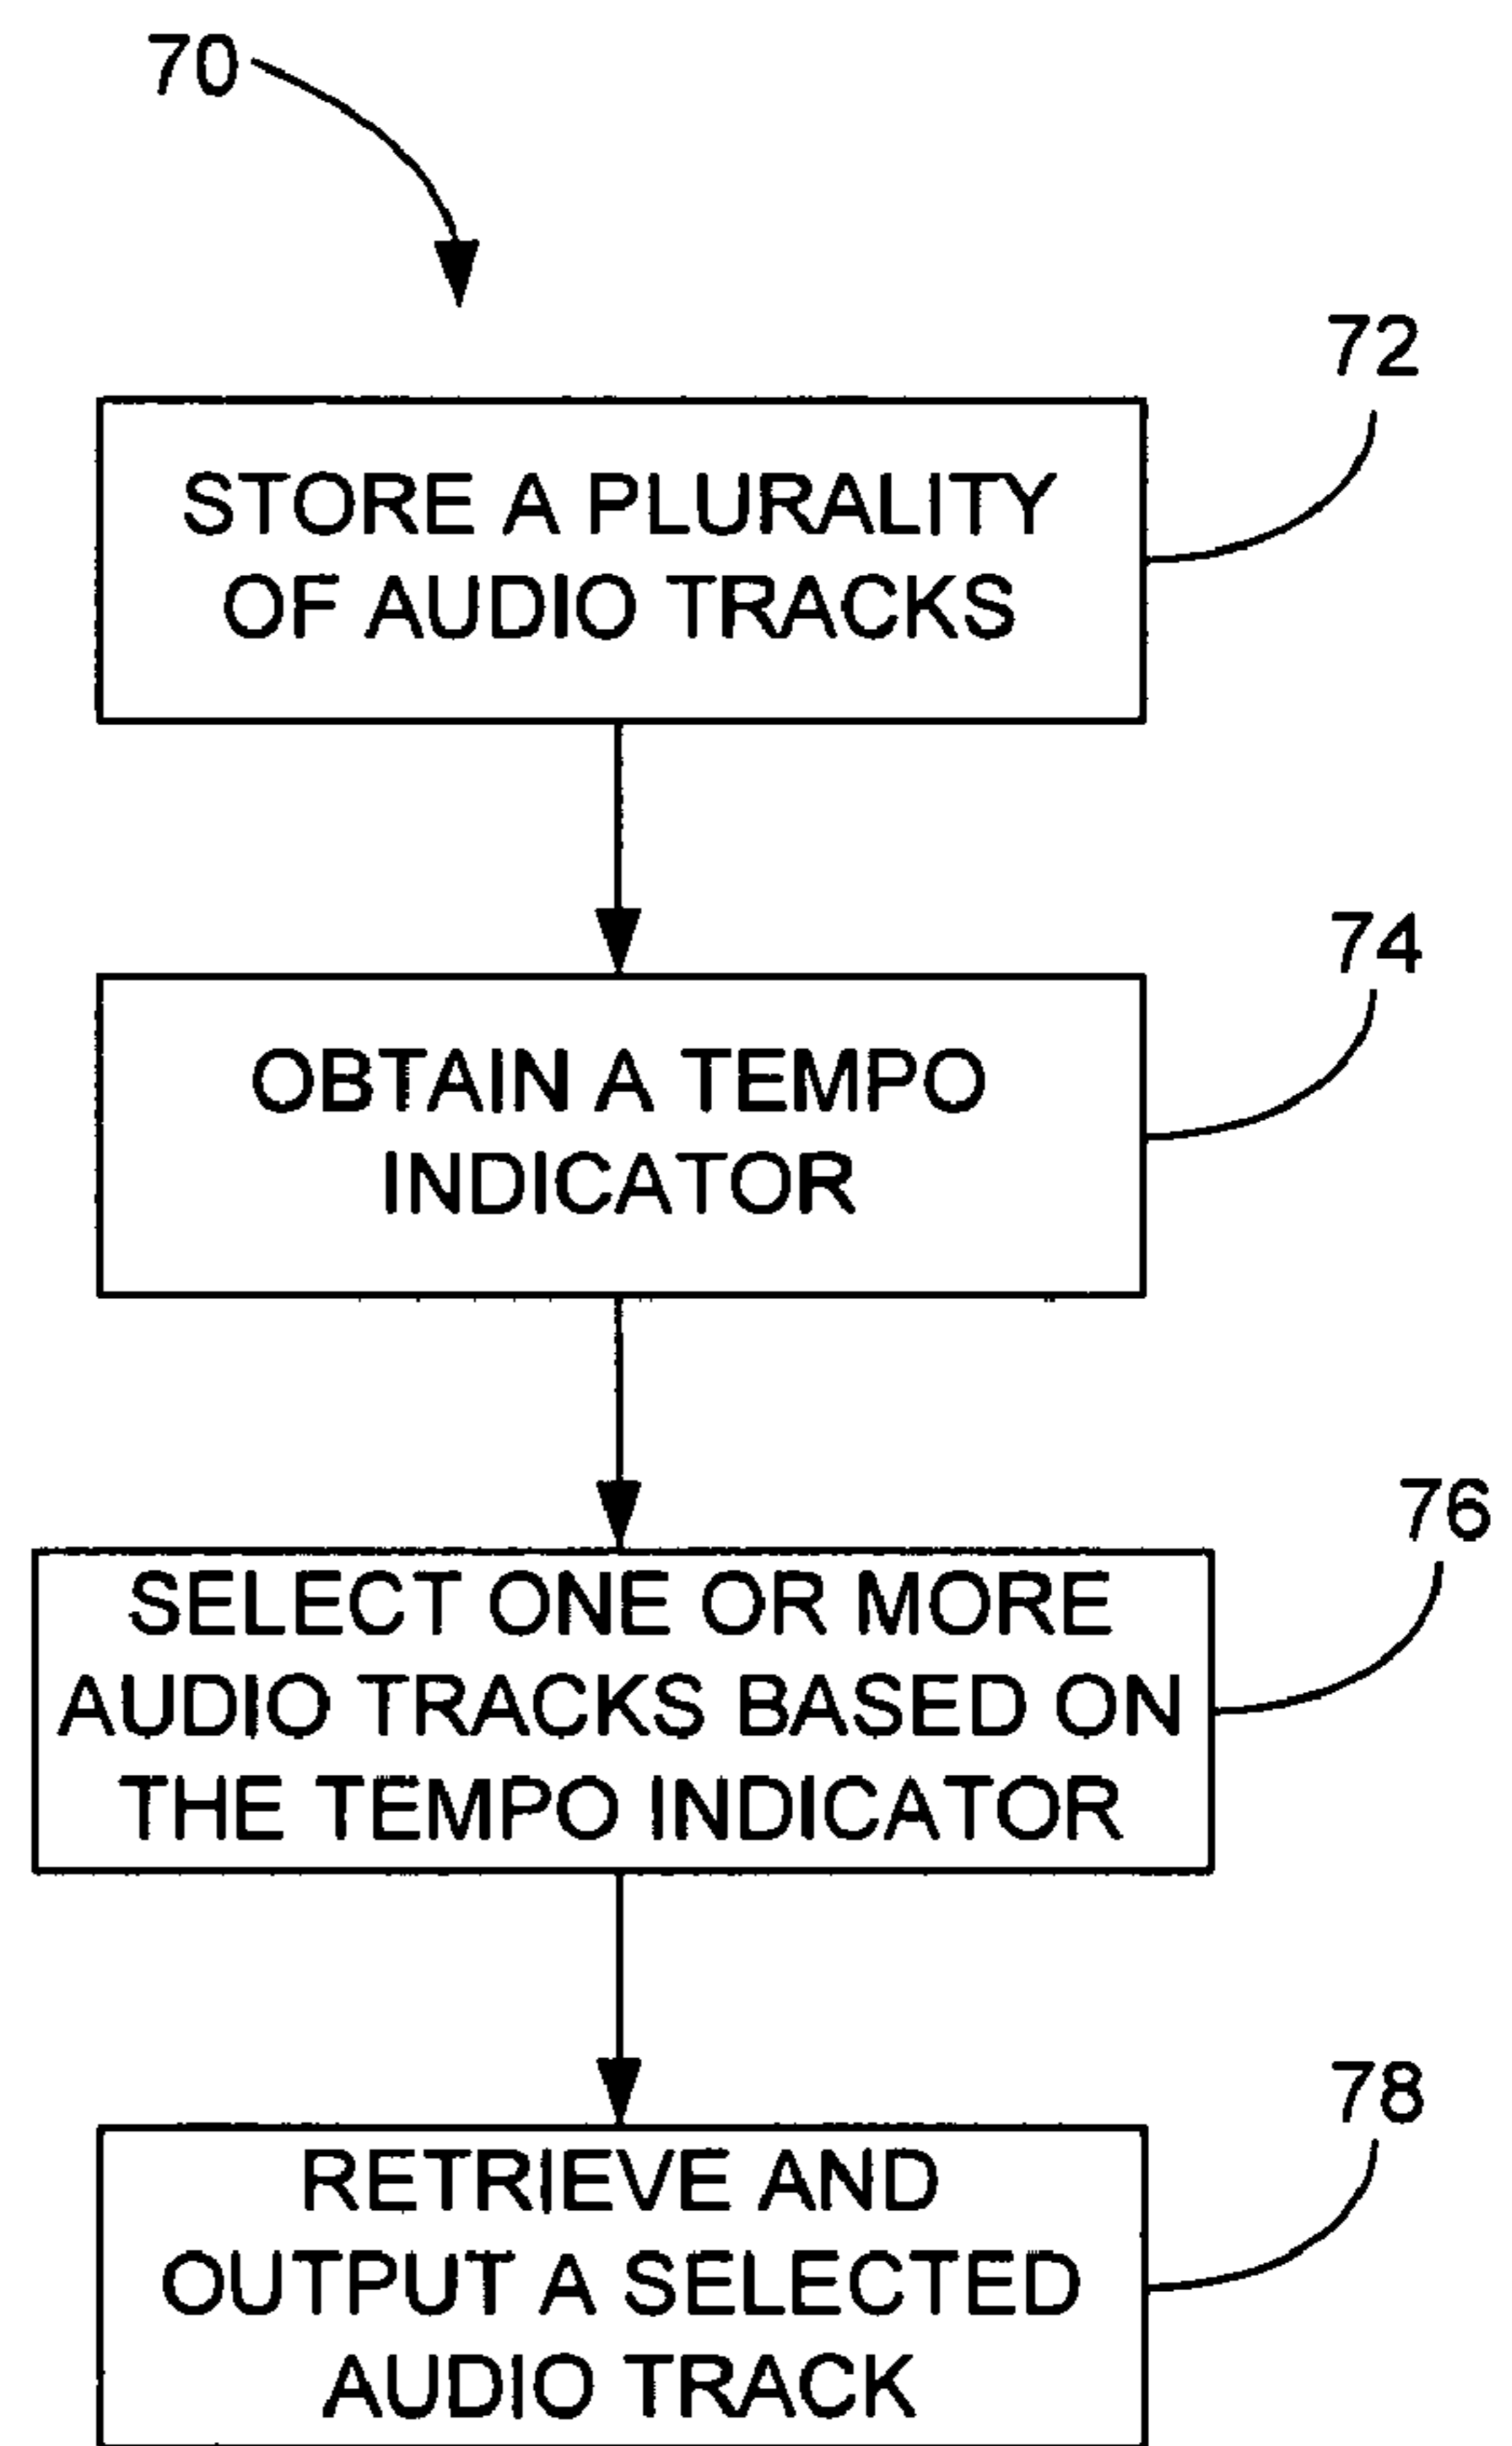 70
72
STORE A PLURALITY
OF AUDIO TRACKS
74
OBTAIN A TEMPO
INDICATOR
76
SELECT ONE OR MORE
AUDIO TRACKS BASED ON
THE TEMPO INDICATOR
78
RETRIEVE AND
OUTPUT A SELECTED
AUDIO TRACK